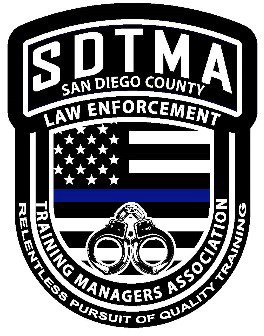 SDTMA
SAN DIEGO COUNTY
LAW ENFORCEMENT
TRAINING MANAGERS ASSOCIATION
RELENTLESS PURSUIT OF QUALITY TRAINING